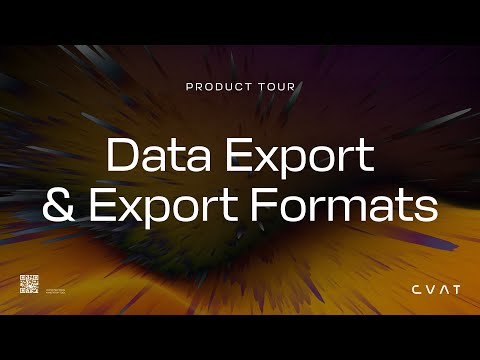 PRODUCT TOUR
Data Export
& Export Formats
CVAT